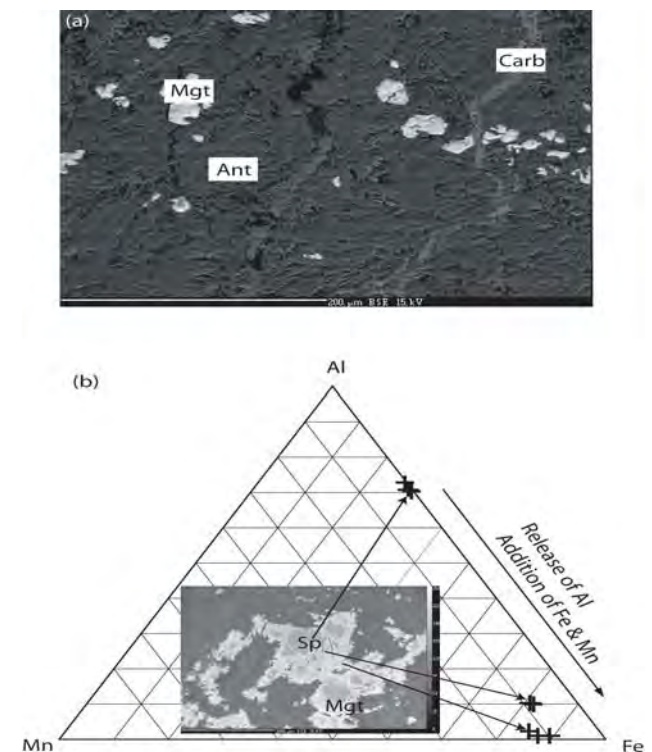 (a)
Carb
Mgt
Ant
200 µm BSE 15 kV
(b)
Al
Release of Al
Addition of Fe & Mn
Sp
Mgt
Mn
Fe